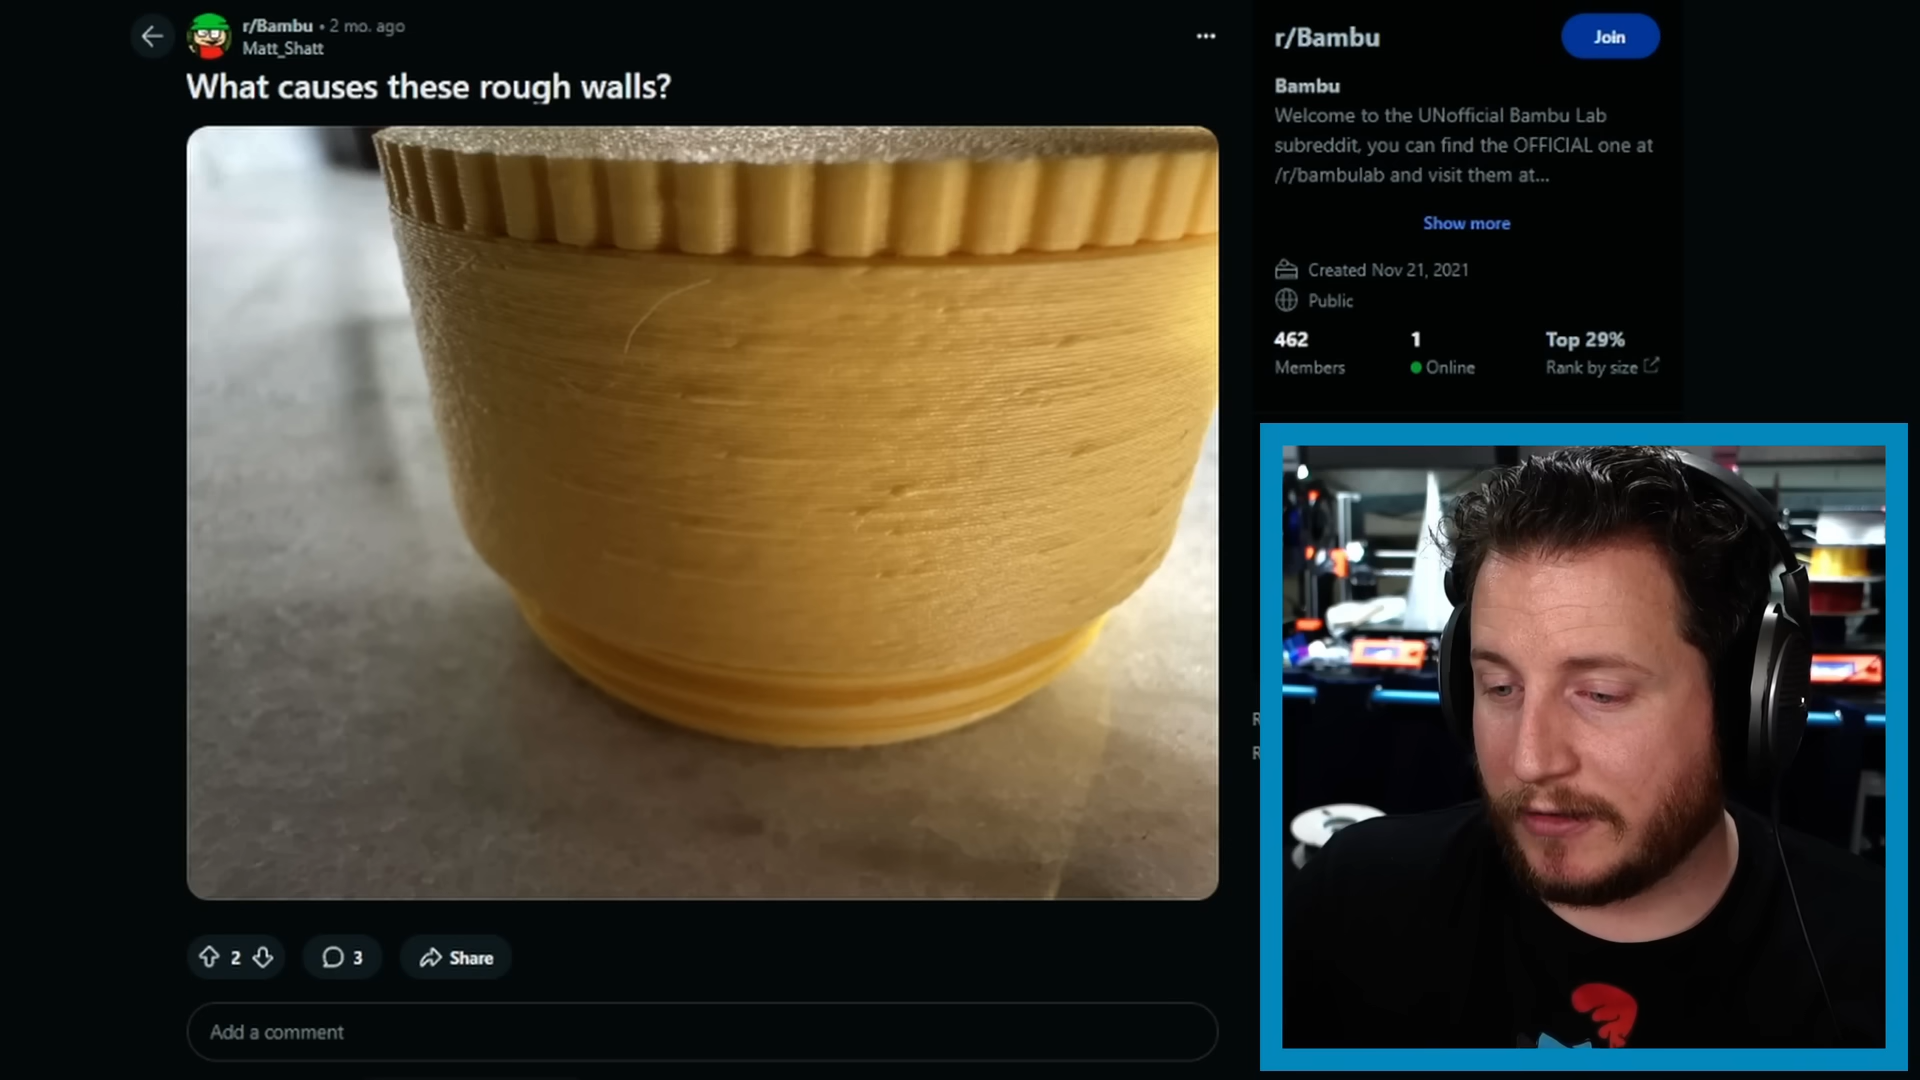 r/Bambu • 2 mo. ago
Matt_Shatt
What causes these rough walls?
2
3
Share
Add a comment
r/Bambu
Join
Bambu
Welcome to the UNofficial Bambu Lab
subreddit, you can find the OFFICIAL one at
/r/bambulab and visit them at...
Show more
Created Nov 21, 2021
Public
462
1
Top 29%
Members
Online
Rank by size
R
R